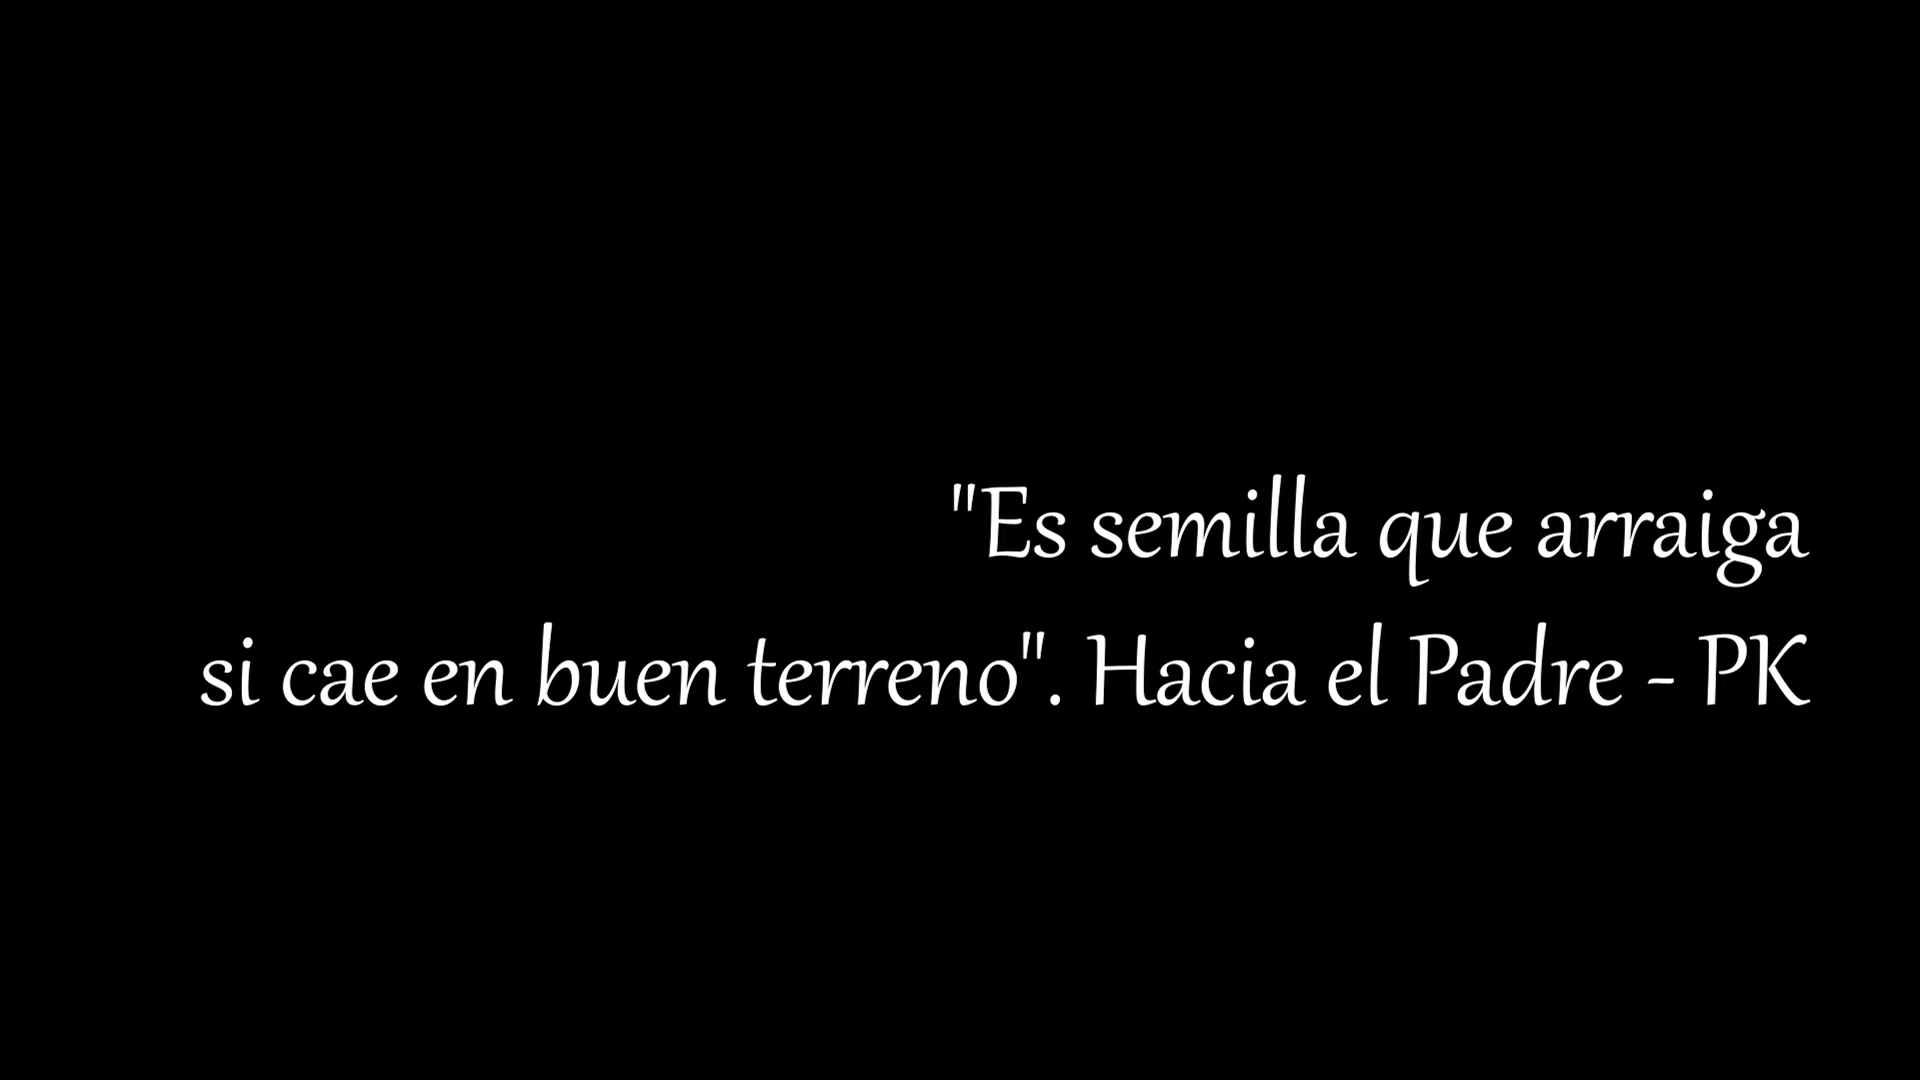 "Es semilla que arraiga
si cae en buen terreno". Hacia el Padre - PK